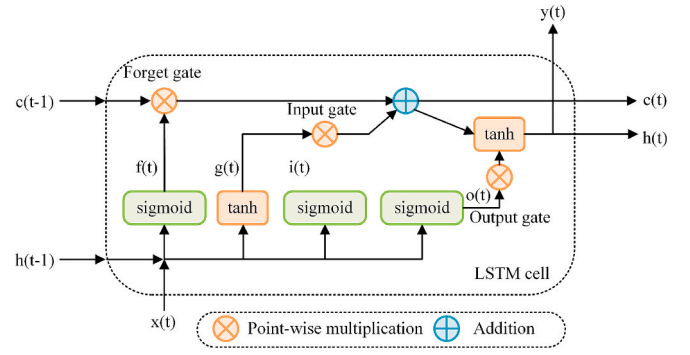 y(t)
Forget gate
c(t-1)
c(t)
Input gate
tanh
h(t)
f(t)
g(t)
i(t)
o(t)
sigmoid
tanh
sigmoid
sigmoid
Output gate
h(t-1)
LSTM cell
x(t)
Point-wise multiplication
Addition